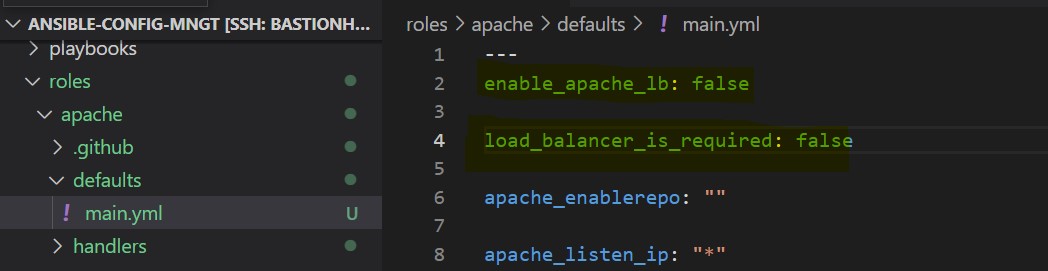 ANSIBLE-CONFIG-MNGT [SSH: BASTIONH...
playbooks
roles
apache
.github
defaults
! main.yml U
handlers
roles > apache > defaults > ! main.yml
1 ---
2 enable_apache_lb: false
3
4 load_balancer_is_required: false
5
6 apache_enablerepo: ""
7
8 apache_listen_ip: "*"